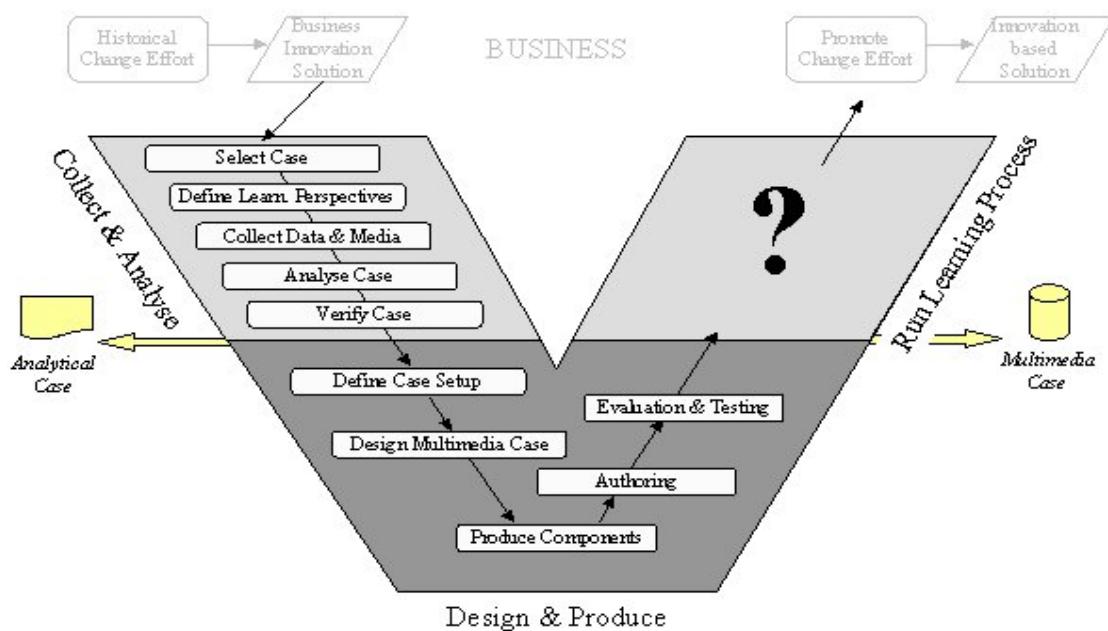 Historical
Change Effort
Business
Innovation
Solution
BUSINESS
Promote
Change Effort
Innovation
based
Solution
Collect & Analyse
Select Case
Define Learn. Perspectives
Collect Data & Media
Analyse Case
Verify Case
?
Run Learning Process
Analytical
Case
Multimedia
Case
Define Case Setup
Design Multimedia Case
Produce Components
Authoring
Evaluation & Testing
Design & Produce